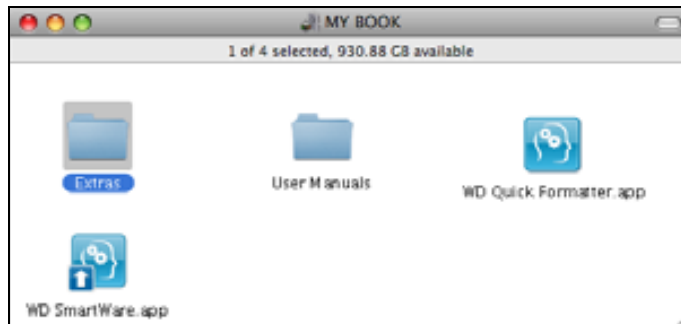 MY BOOK
1 of 4 selected, 930.88 GB available
Extras
User Manuals
WD Quick Formatter.app
WD SmartWare.app